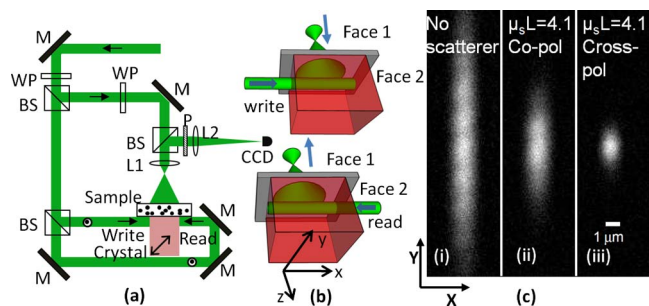 M
M
WP
WP
BS
BS
P
L2
L1
CCD
Sample
BS
M
Write
Read
Crystal
M
M
(a)
Face 1
Face 2
write
Face 1
Face 2
read
y
x
z
(b)
No
scatterer
μsL=4.1
Co-pol
μsL=4.1
Cross-
pol
1 μm
(i)
(ii)
(iii)
Y
X
(c)